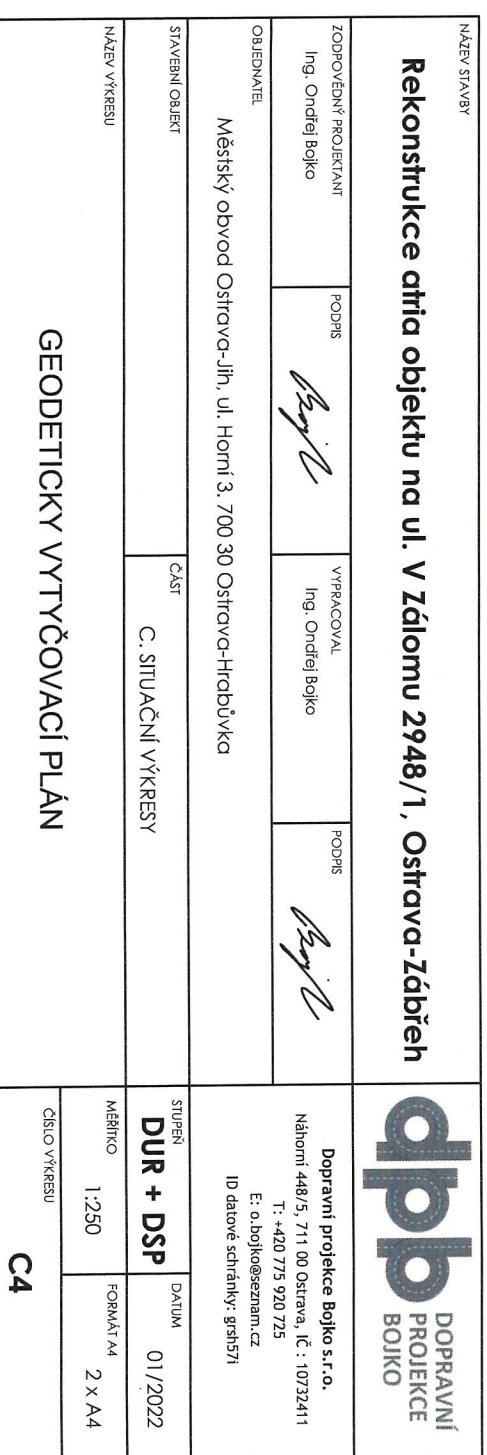 NÁZEV STAVBY
Rekonstrukce atria objektu na ul. V Zálomu 2948/1, Ostrava-Zábřeh
dpb
DOPRAVNÍ
PROJEKCE
BOJKO
ZODPOVĚDNÝ PROJEKTANT
Ing. Ondřej Bojko
PODPIS
VYPRACOVAL
Ing. Ondřej Bojko
PODPIS
Dopravní projekce Bojko s.r.o.
Náhorní 448/5, 711 00 Ostrava, IČ : 10732411
T: +420 775 920 725
E: o.bojko@seznam.cz
ID datové schránky: grsh57i
OBJEDNATEL
Městský obvod Ostrava-Jih, ul. Horní 3. 700 30 Ostrava-Hrabůvka
STAVEBNÍ OBJEKT
ČÁST
C. SITUAČNÍ VÝKRESY
STUPEŇ
DUR + DSP
DATUM
01/2022
NÁZEV VÝKRESU
GEODETICKY VYTYČOVACÍ PLÁN
MĚŘÍTKO
1:250
FORMÁT A4
2 x A4
ČÍSLO VÝKRESU
C4